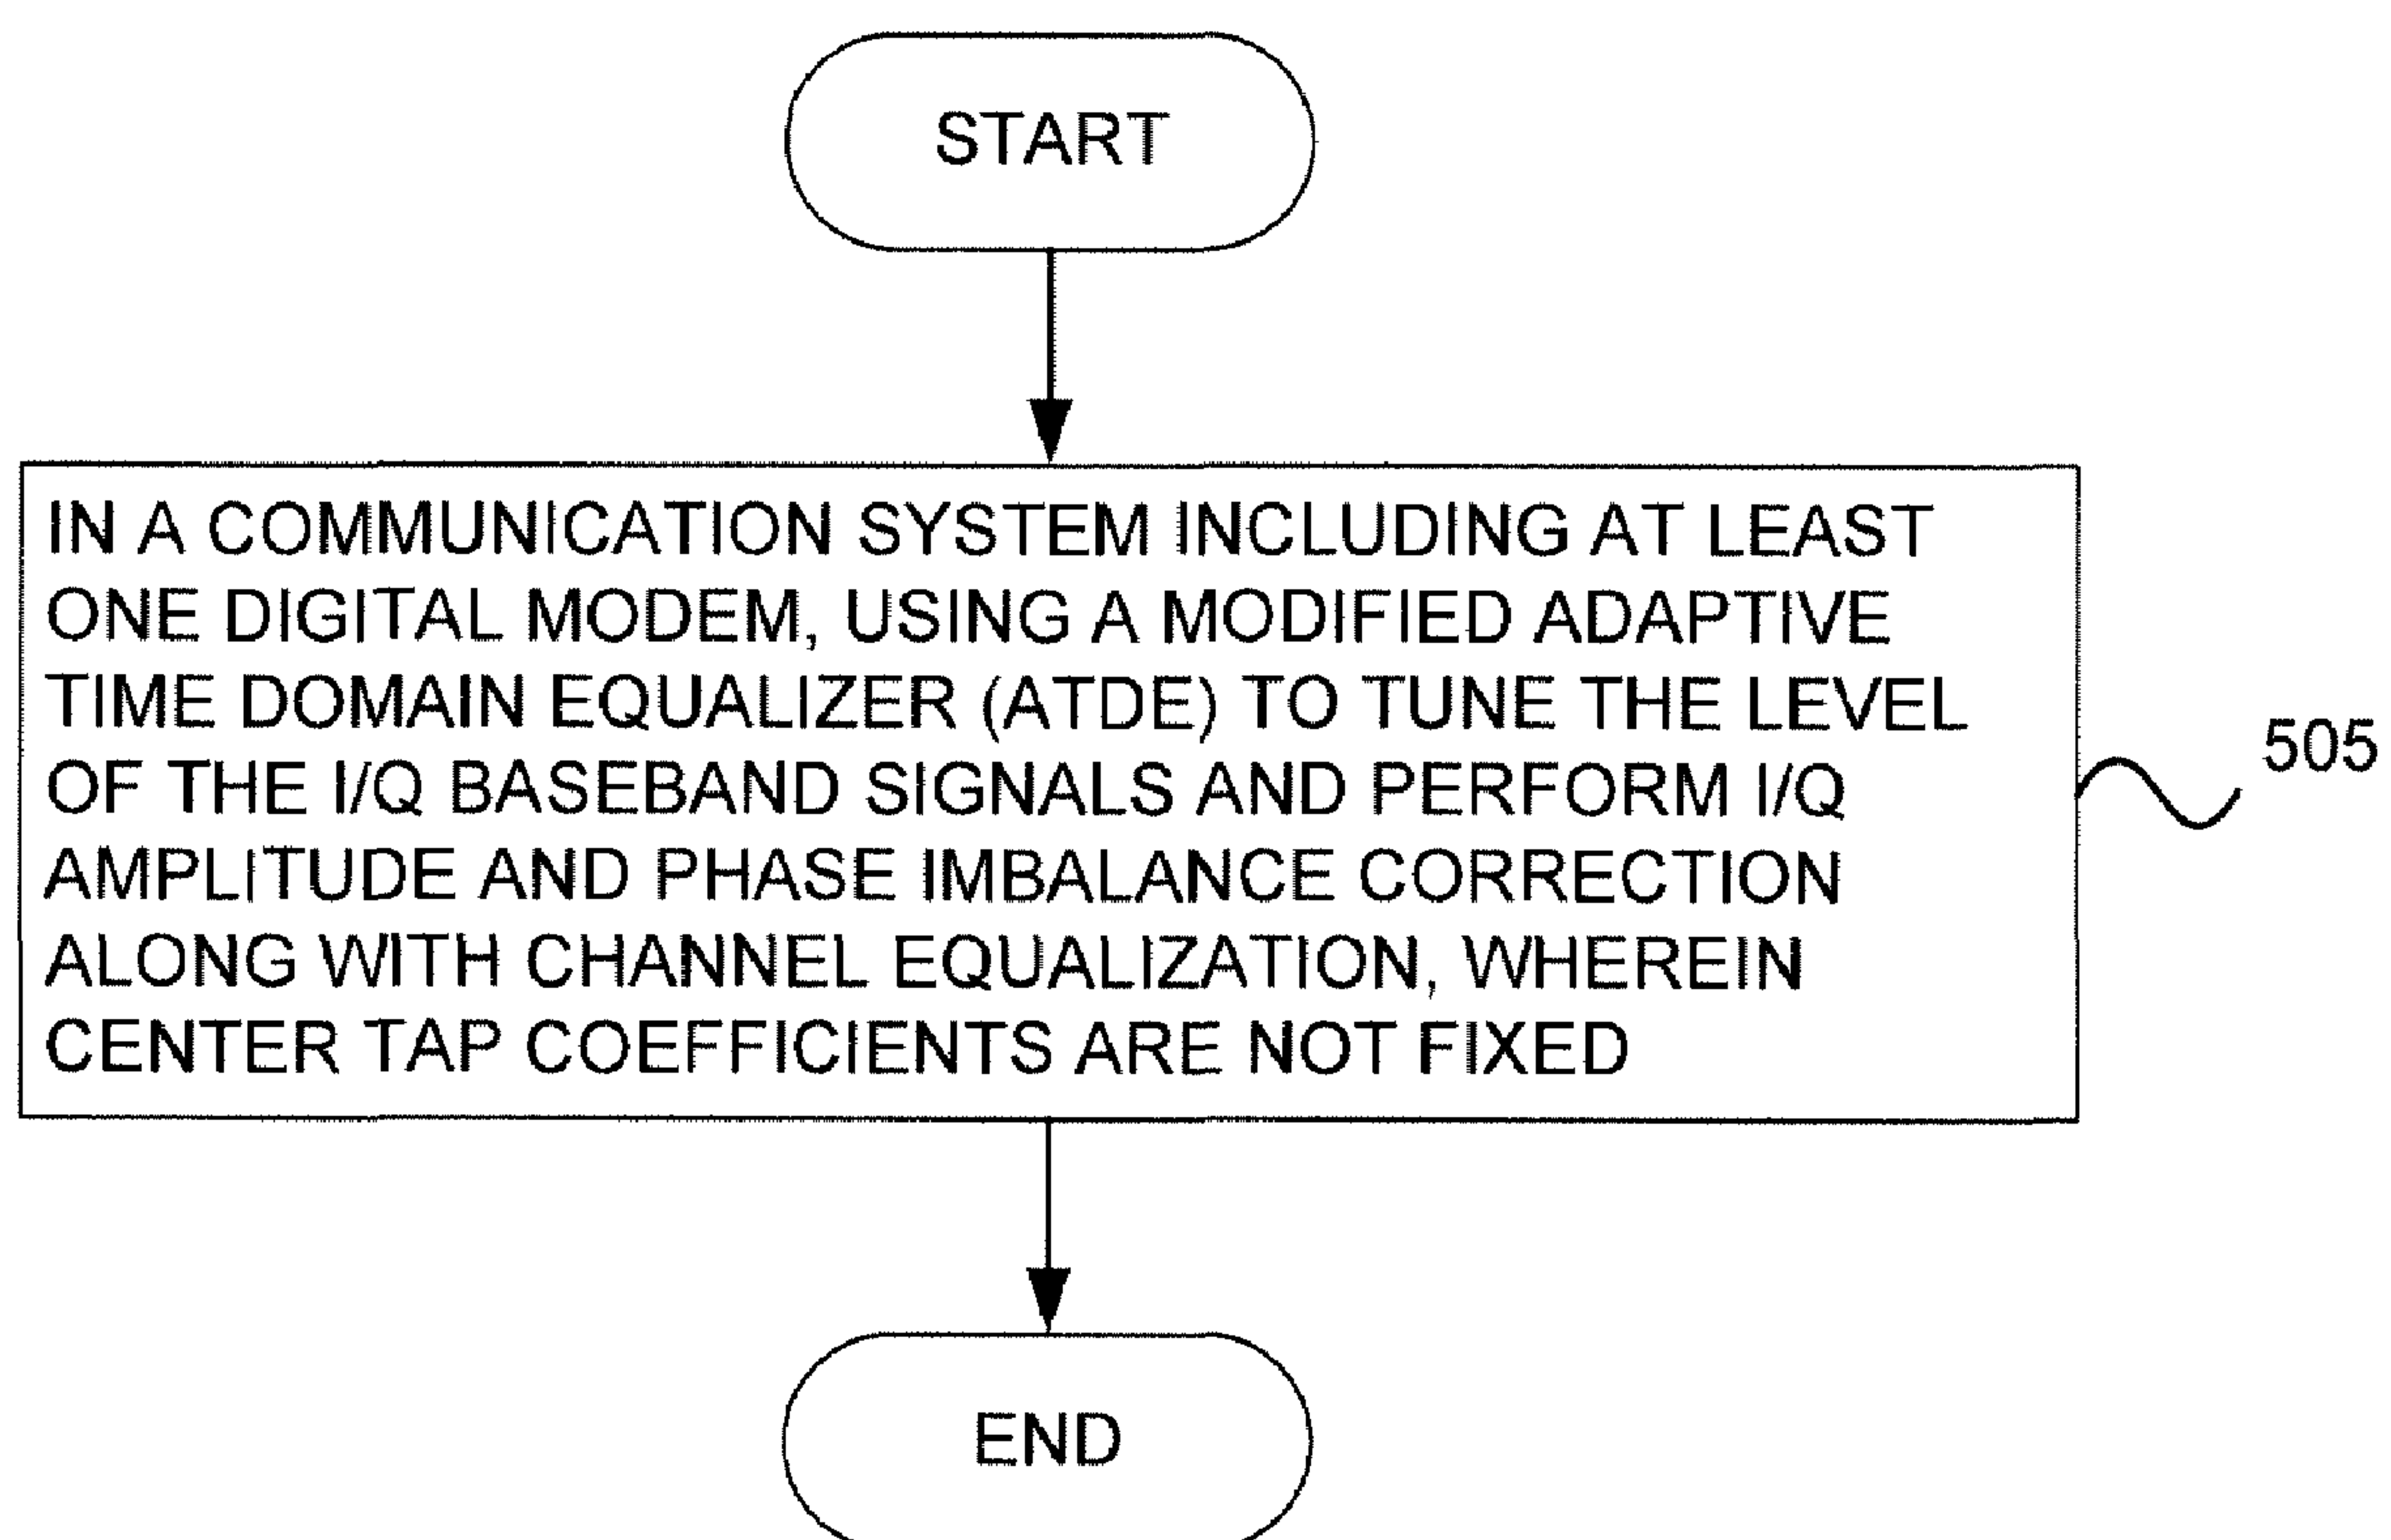 START
IN A COMMUNICATION SYSTEM INCLUDING AT LEAST
ONE DIGITAL MODEM, USING A MODIFIED ADAPTIVE
TIME DOMAIN EQUALIZER (ATDE) TO TUNE THE LEVEL
OF THE I/Q BASEBAND SIGNALS AND PERFORM I/Q
AMPLITUDE AND PHASE IMBALANCE CORRECTION
ALONG WITH CHANNEL EQUALIZATION, WHEREIN
CENTER TAP COEFFICIENTS ARE NOT FIXED
505
END